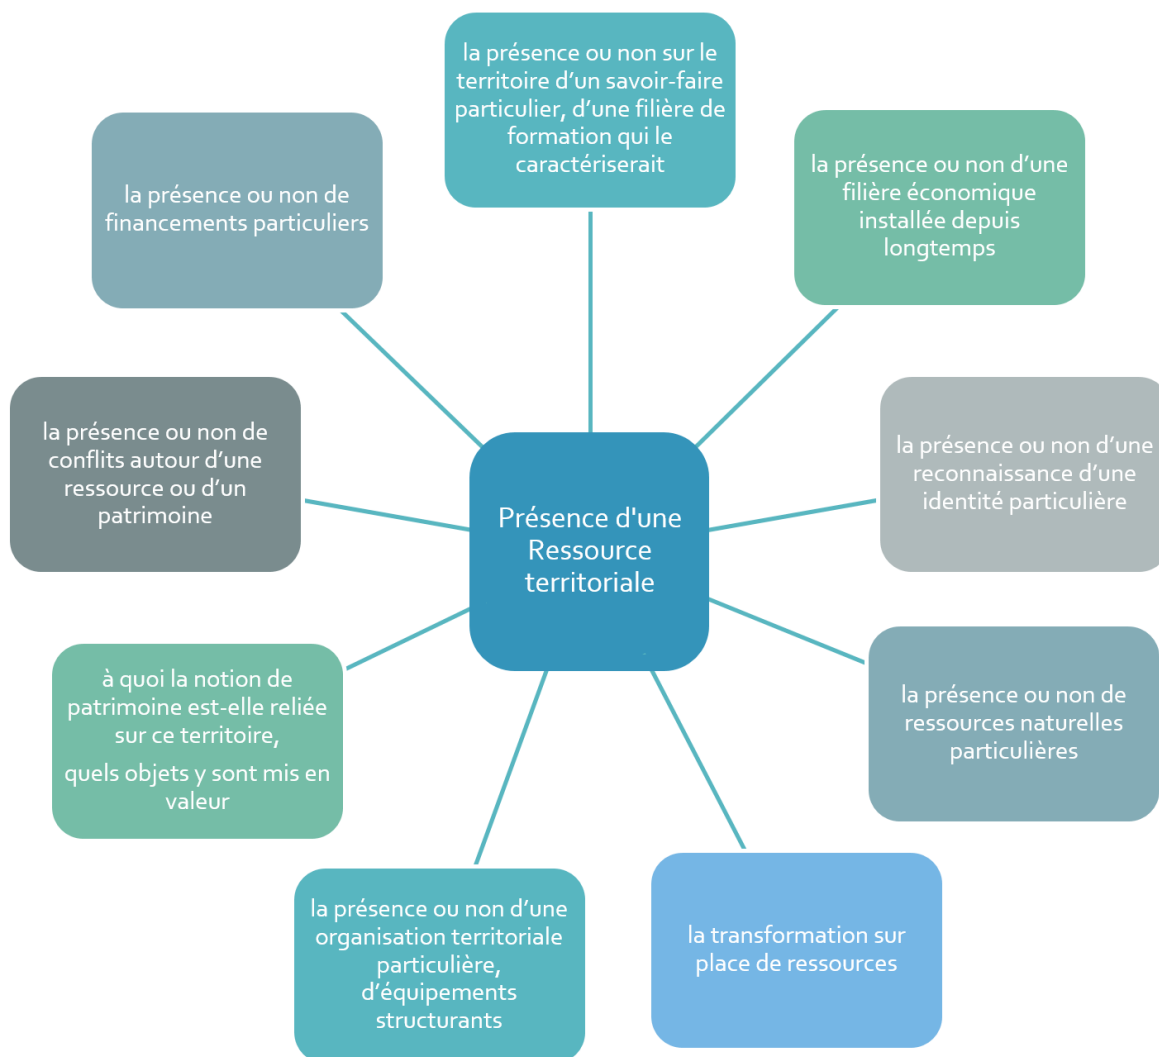 la présence ou non sur le
territoire d’un savoir-faire
particulier, d’une filière de
formation qui le
caractériserait
la présence ou non d’une
filière économique
installée depuis
longtemps
la présence ou non de
financements particuliers
la présence ou non d’une
reconnaissance d’une
identité particulière
la présence ou non de
conflits autour d’une
ressource ou d’un
patrimoine
Présence d'une
Ressource
territoriale
la présence ou non de
ressources naturelles
particulières
à quoi la notion de
patrimoine est-elle reliée
sur ce territoire,
quels objets y sont mis en
valeur
la transformation sur
place de ressources
la présence ou non d’une
organisation territoriale
particulière,
d’équipements
structurants